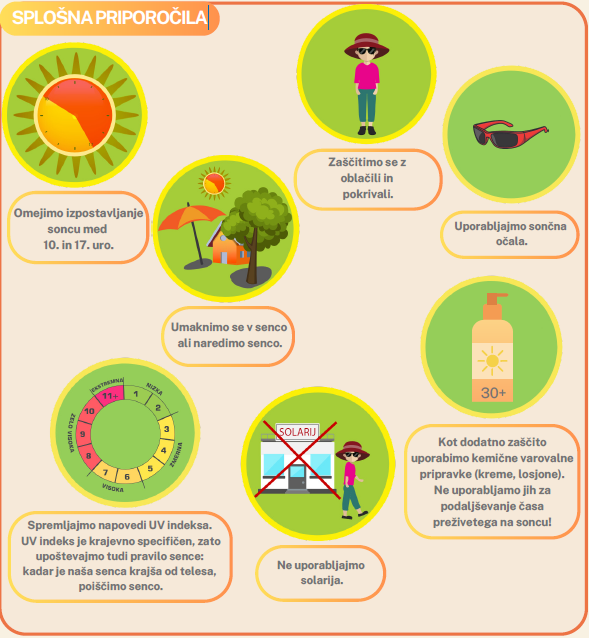 SPLOŠNA PRIPOROČILA
Omejimo izpostavljanje
soncu med
10. in 17. uro.
Umaknimo se v senco
ali naredimo senco.
Zaščitimo se z
oblačili in
pokrivali.
Uporabljajmo sončna
očala.
EKSTREMNA
NIZKA
ZMERNA
VISOKA
ZELO VISOKA
11+
1
2
3
4
5
6
7
8
9
10
Spremljajmo napovedi UV indeksa.
UV indeks je krajevno specifičen, zato
upoštevajmo tudi pravilo sence:
kadar je naša senca krajša od telesa,
poiščimo senco.
SOLARIJ
Ne uporabljajmo
solarija.
30+
Kot dodatno zaščito
uporabimo kemične varovalne
pripravke (kreme, losjone).
Ne uporabljamo jih za
podaljševanje časa
preživetega na soncu!